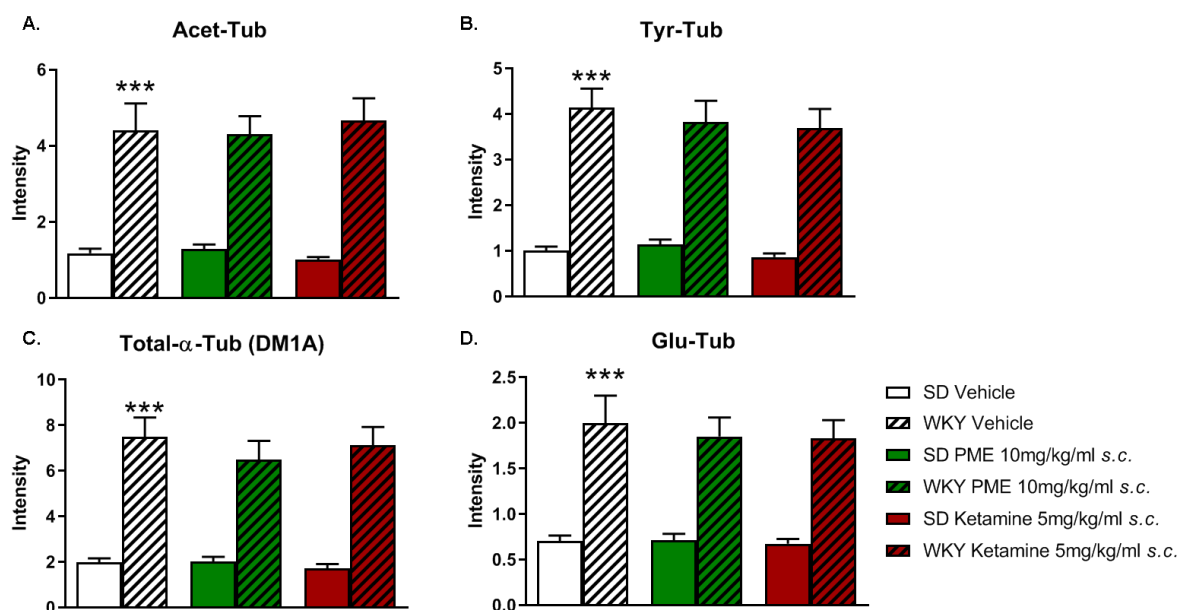 A.
Acet-Tub
Intensity
6
4
2
0
***
B.
Tyr-Tub
Intensity
5
4
3
2
1
0
***
C.
Total-α-Tub (DM1A)
Intensity
10
8
6
4
2
0
***
D.
Glu-Tub
Intensity
2.5
2.0
1.5
1.0
0.5
0.0
***
SD Vehicle
WKY Vehicle
SD PME 10mg/kg/ml s.c.
WKY PME 10mg/kg/ml s.c.
SD Ketamine 5mg/kg/ml s.c.
WKY Ketamine 5mg/kg/ml s.c.